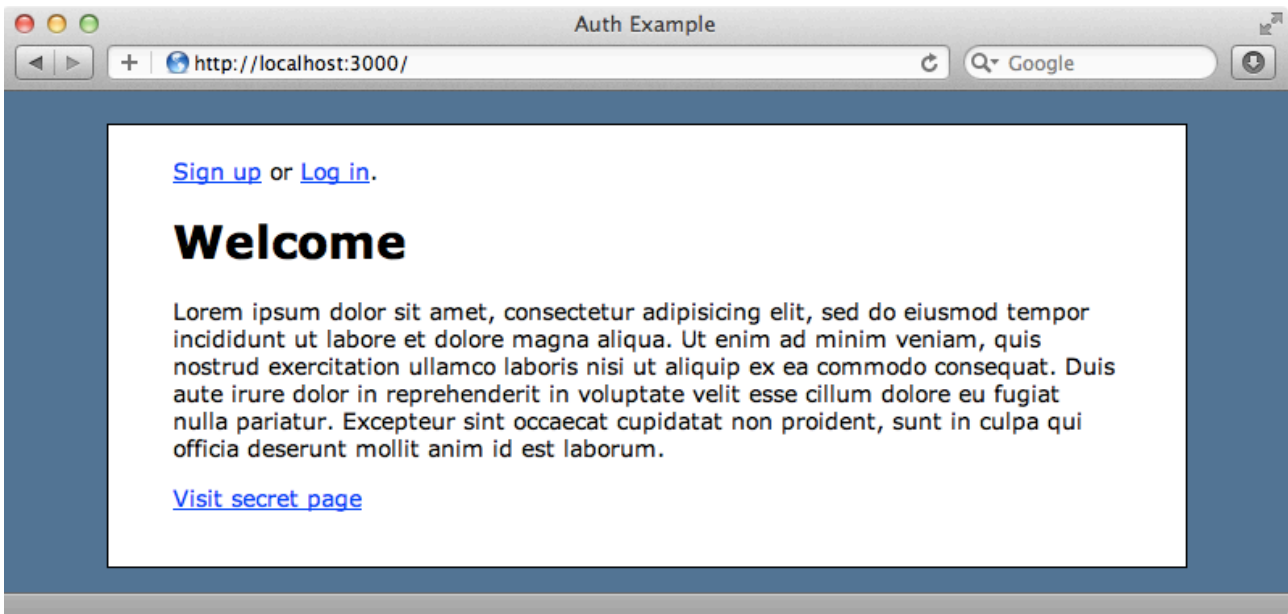 Auth Example
http://localhost:3000/
Google
Sign up or Log in.
Welcome
Lorem ipsum dolor sit amet, consectetur adipisicing elit, sed do eiusmod tempor
incididunt ut labore et dolore magna aliqua. Ut enim ad minim veniam, quis
nostrud exercitation ullamco laboris nisi ut aliquip ex ea commodo consequat. Duis
aute irure dolor in reprehenderit in voluptate velit esse cillum dolore eu fugiat
nulla pariatur. Excepteur sint occaecat cupidatat non proident, sunt in culpa qui
officia deserunt mollit anim id est laborum.
Visit secret page